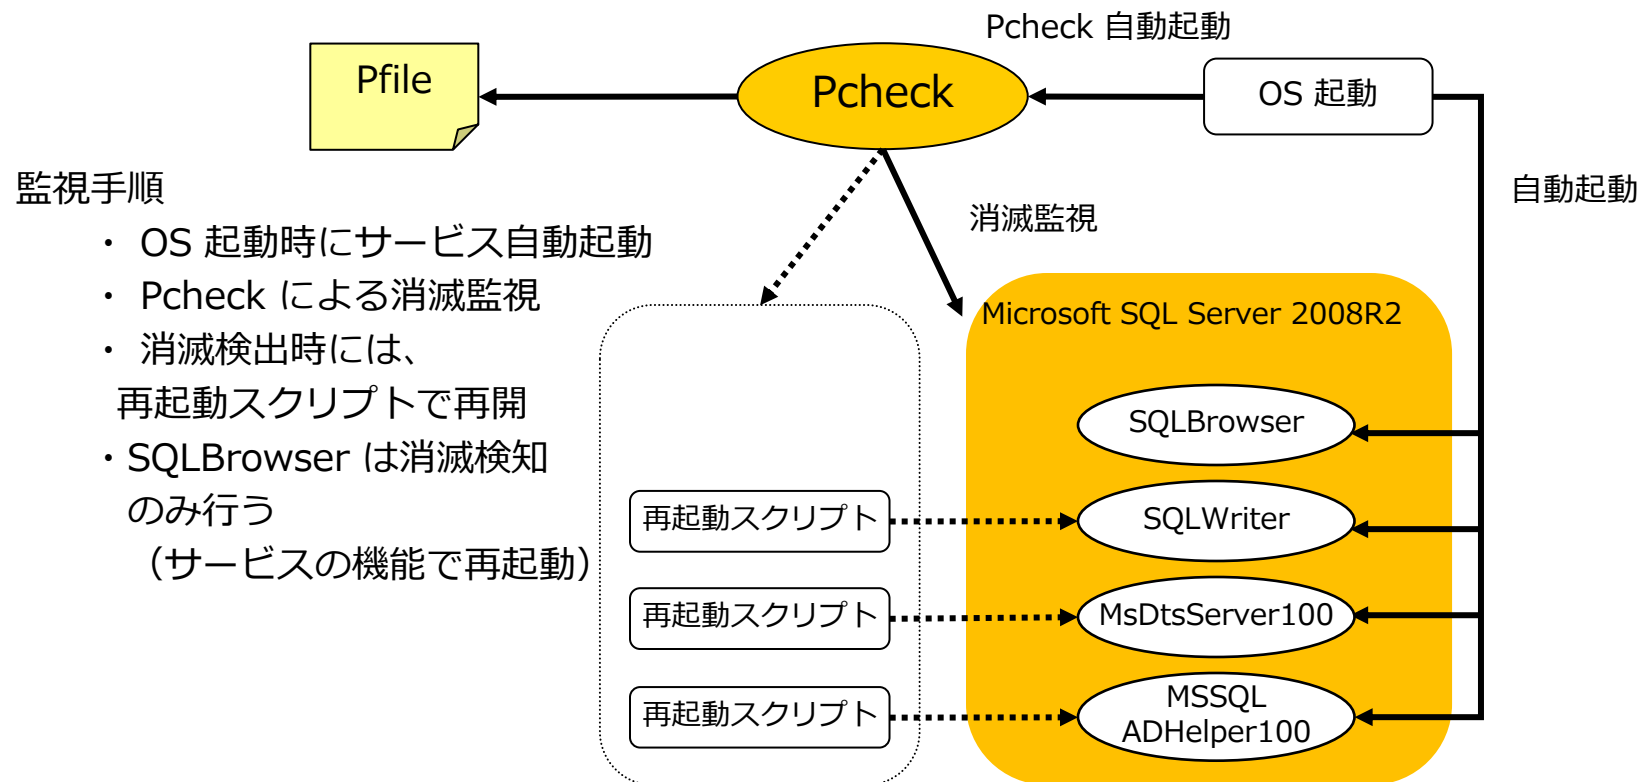 Pcheck 自動起動
Pfile
Pcheck
OS 起動
監視手順
・ OS 起動時にサービス自動起動
・ Pcheck による消滅監視
・ 消滅検出時には、
再起動スクリプトで再開
・SQLBrowser は消滅検知
のみ行う
（サービスの機能で再起動）
消滅監視
自動起動
Microsoft SQL Server 2008R2
SQLBrowser
再起動スクリプト
SQLWriter
再起動スクリプト
MsDtsServer100
再起動スクリプト
MSSQL
ADHelper100